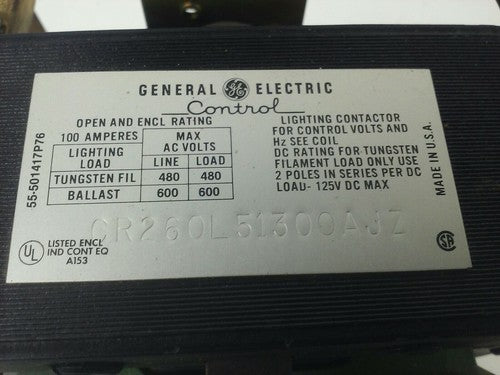 GENERAL GE ELECTRIC
Control
OPEN AND ENCL RATING
100 AMPERES
MAX
AC VOLTS
LIGHTING
LOAD
LINE LOAD
TUNGSTEN FIL 480 480
BALLAST 600 600
LIGHTING CONTACTOR
FOR CONTROL VOLTS AND
Hz SEE COIL
DC RATING FOR TUNGSTEN
FILAMENT LOAD ONLY USE
2 POLES IN SERIES PER DC
LOAD- 125V DC MAX
55-501417P76
MADE IN U.S.A.
CR260L51300AJZ
UL
LISTED ENCL
IND CONT EQ
A153
SA